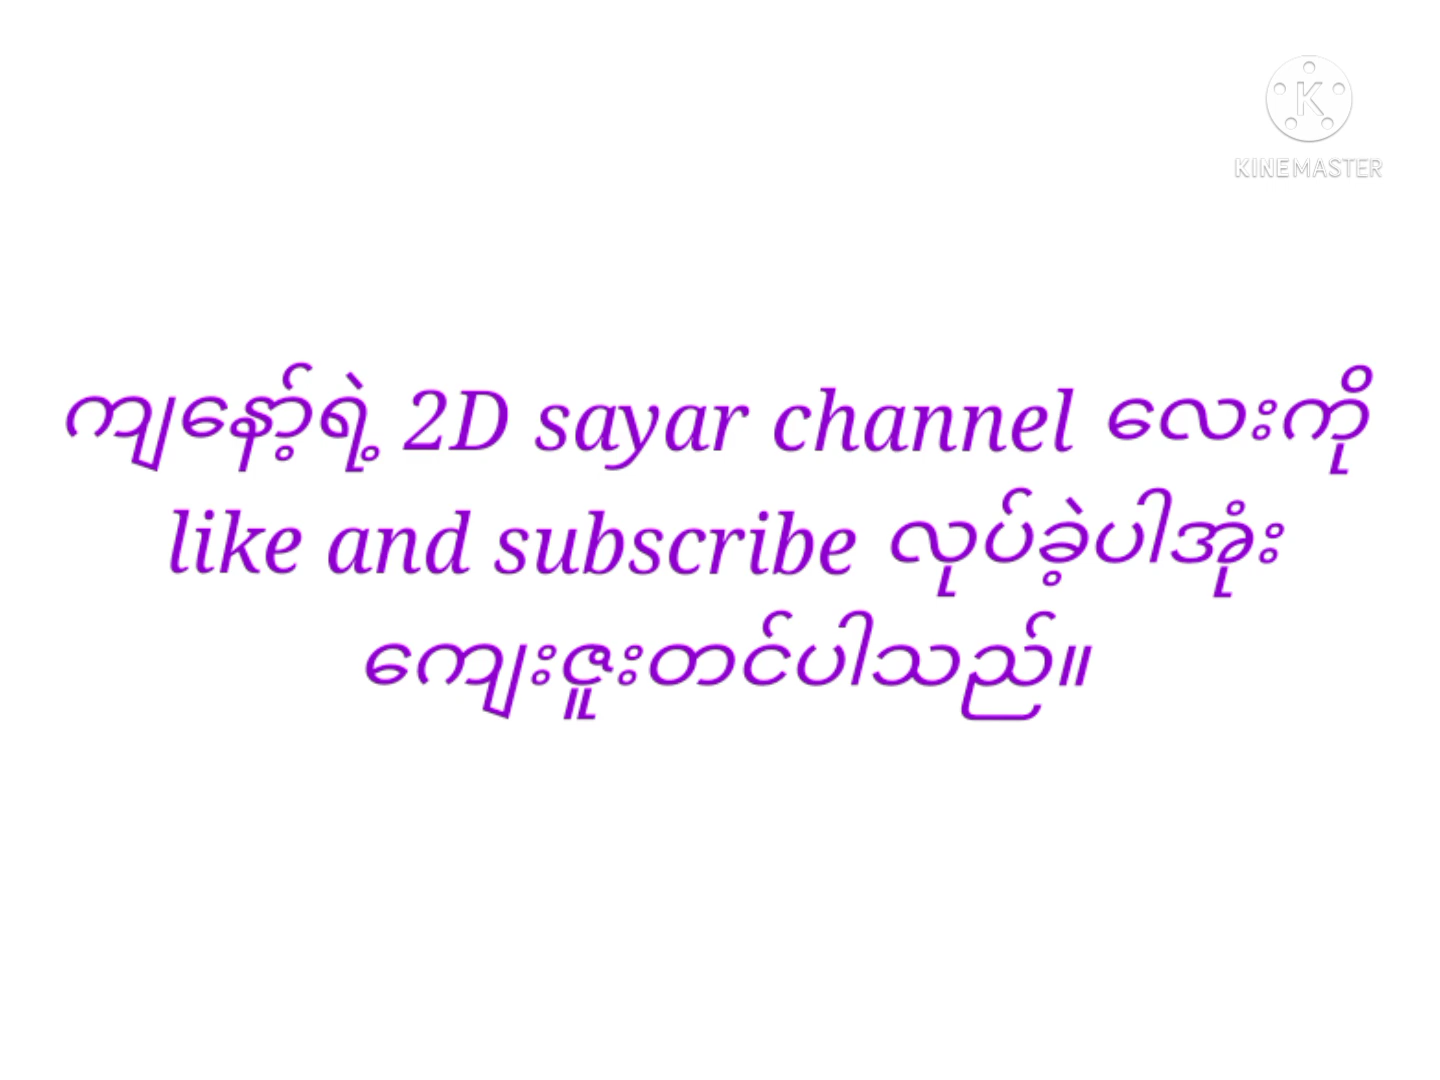 K
KINEMASTER
ကျနော့်ရဲ့ 2D sayar channel လေးကို
like and subscribe လုပ်ခဲ့ပါအုံး
ကျေးဇူးတင်ပါသည်။